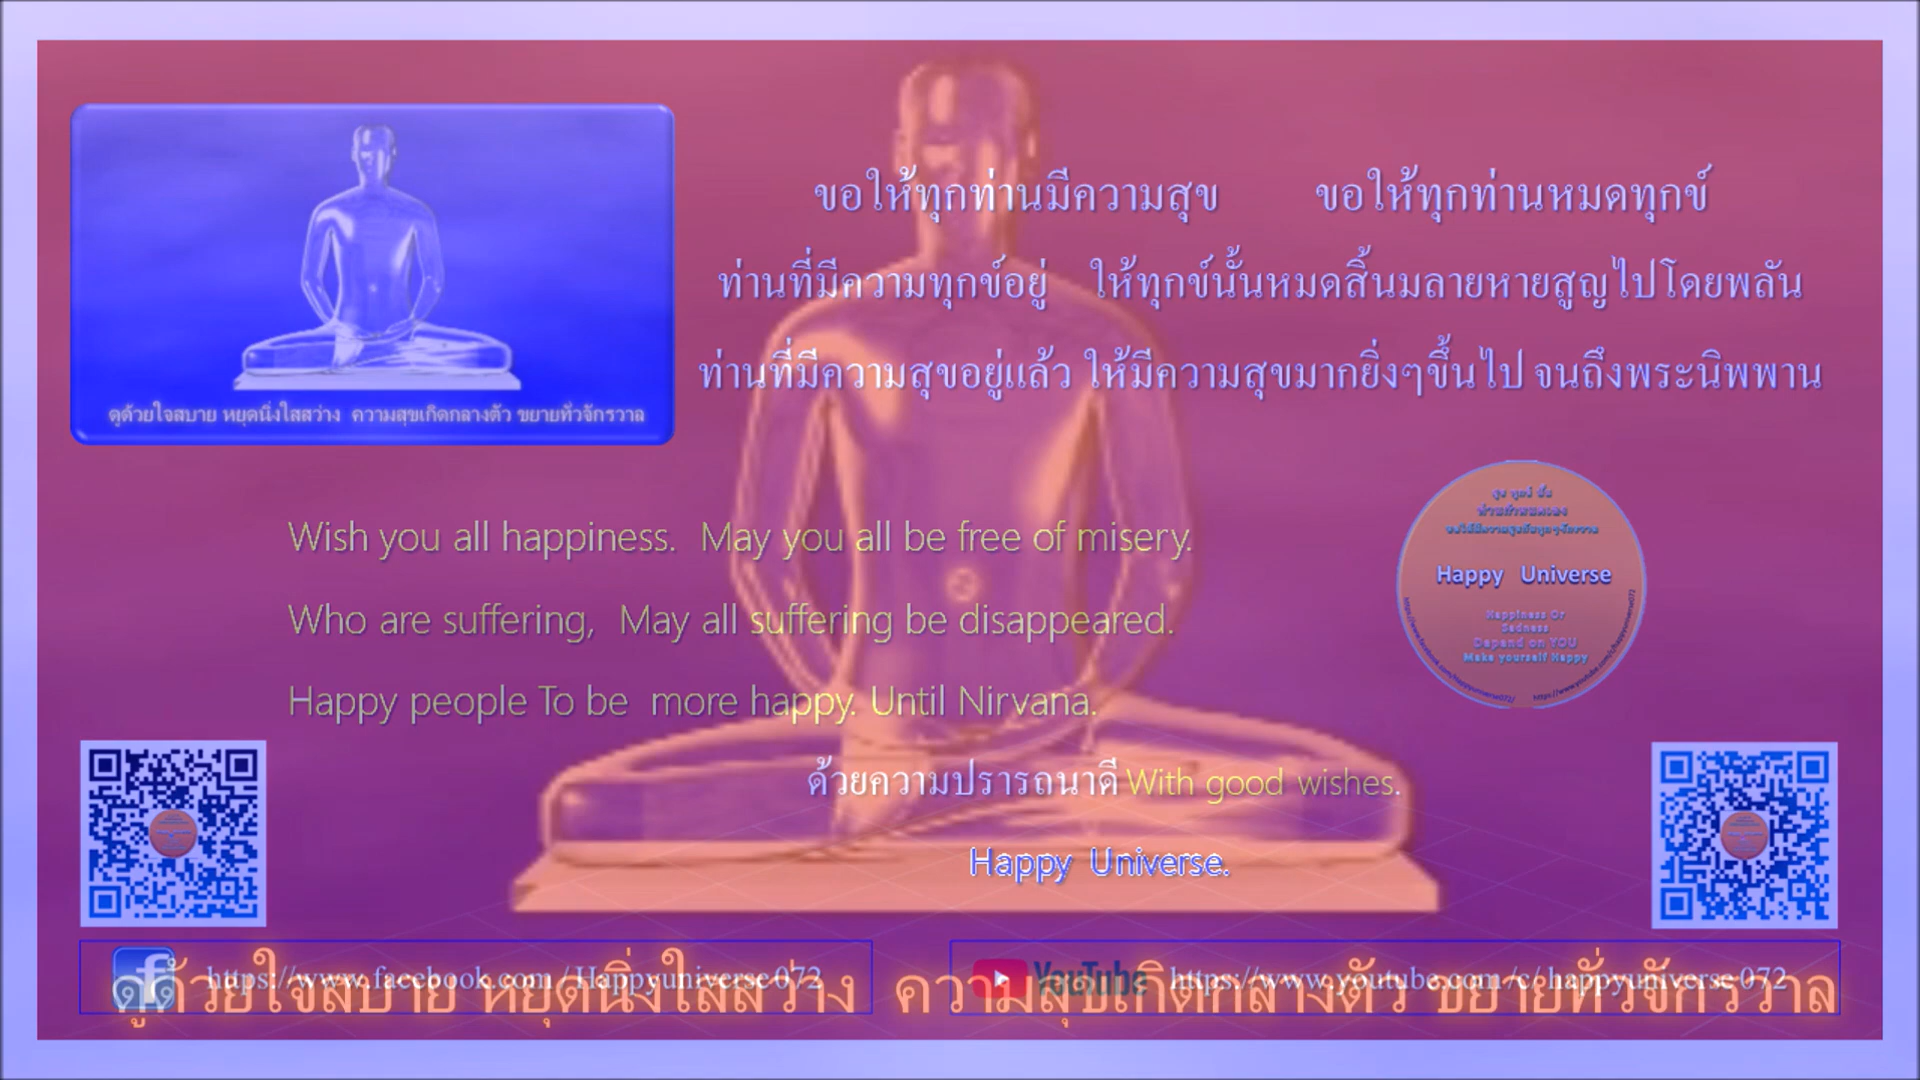 ขอให้ทุกท่านมีความสุข ขอให้ทุกท่านหมดทุกข์
ท่านที่มีความทุกข์อยู่ ให้ทุกข์นั้นหมดสิ้นมลายหายสูญไปโดยพลัน
ท่านที่มีความสุขอยู่แล้ว ให้มีความสุขมากยิ่งๆขึ้นไป จนถึงพระนิพพาน
ดูด้วยใจสบาย หยุดนิ่งใสสว่าง ความสุขเกิดกลางตัว ขยายทั่วจักรวาล
Wish you all happiness. May you all be free of misery.
Who are suffering, May all suffering be disappeared.
Happy people To be more happy. Until Nirvana.
ด้วยความปรารถนาดี With good wishes.
Happy Universe.
Happy Universe
Happiness Or
Sadness
Depand on YOU
Make yourself Happy
https://www.facebook.com/Happyuniverse072
YouTube https://www.youtube.com/c/happyuniverse072
ดูด้วยใจสบาย หยุดนิ่งใสสว่าง ความสุขเกิดกลางตัว ขยายทั่วจักรวาล